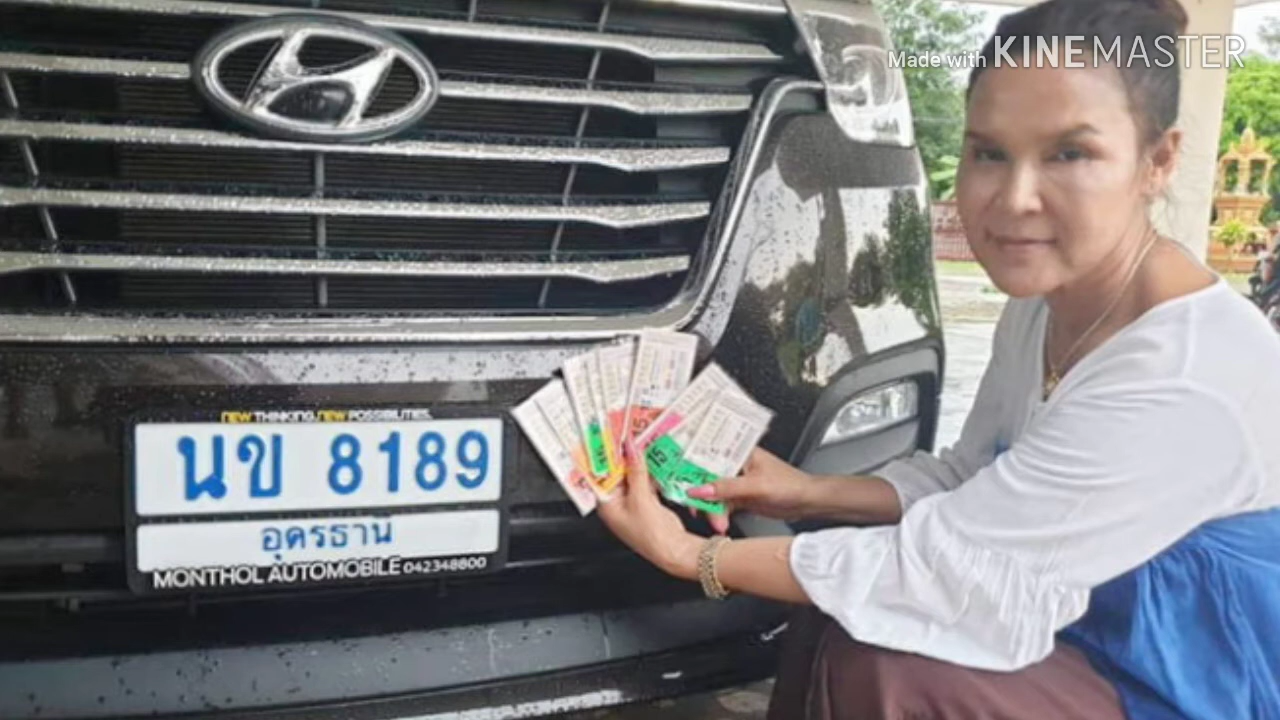 Made with KINEMASTER
NEW THINKING.NEW POSSIBILITIES.
นข 8189
อุดรธานี
MONTHOL AUTOMOBILE 042348800